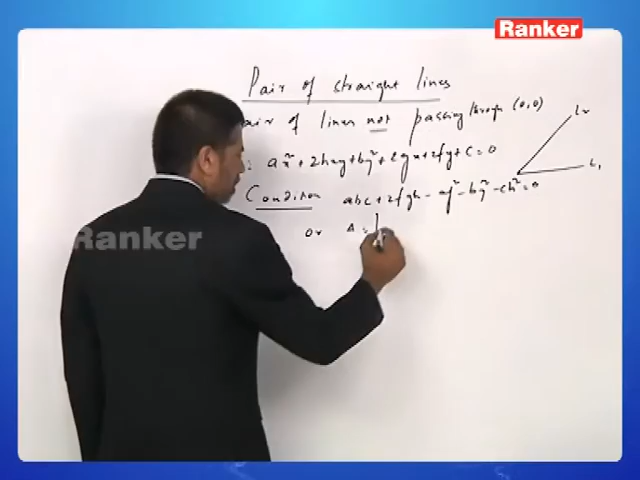 Ranker
Pair of straight lines
air of lines not passing through (0,0)
: ax² + 2hxy + by² + 2gx + 2fy + c = 0
L₂
L₁
Condition abc + 2fgh - af² - bg² - ch² = 0
or Δ = |
Ranker